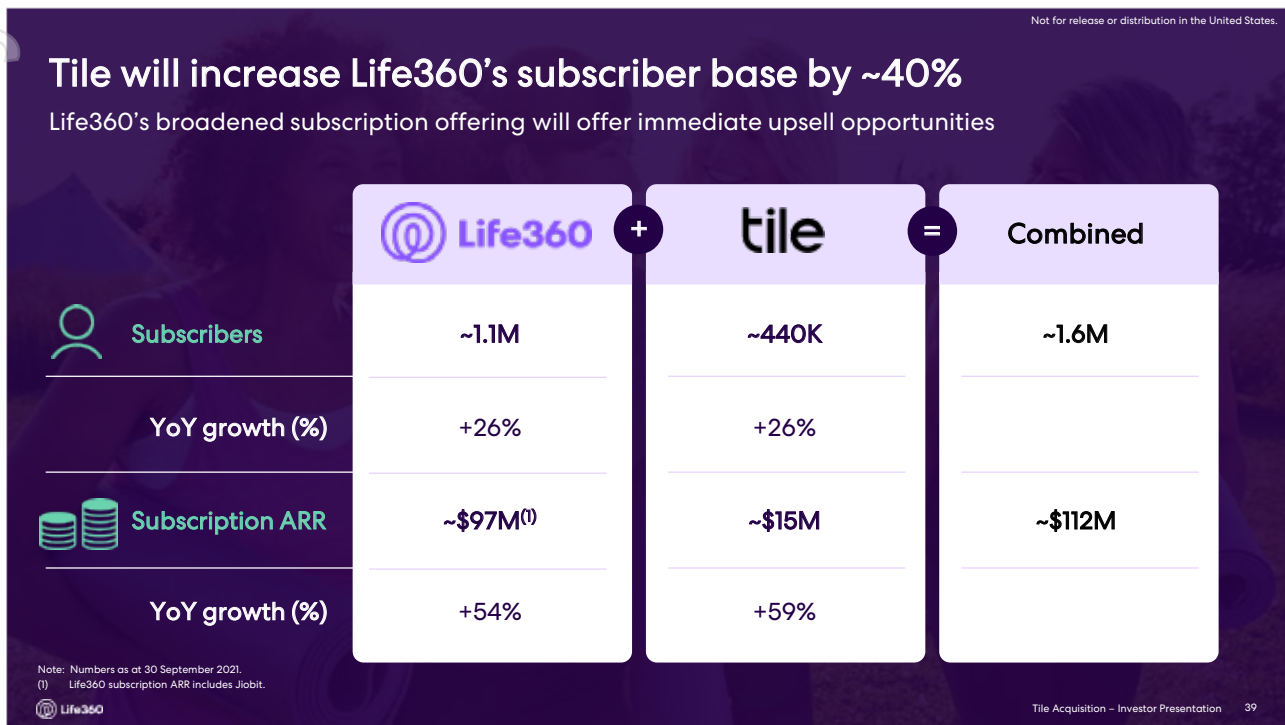 Not for release or distribution in the United States.
Tile will increase Life360's subscriber base by ~40%
Life360's broadened subscription offering will offer immediate upsell opportunities
Life360 + tile = Combined
Subscribers ~1.1M ~440K ~1.6M
YoY growth (%) +26% +26%
Subscription ARR ~$97M(1) ~$15M ~$112M
YoY growth (%) +54% +59%
Note: Numbers as at 30 September 2021.
(1) Life360 subscription ARR includes Jiobit.
Life360
Tile Acquisition – Investor Presentation 39